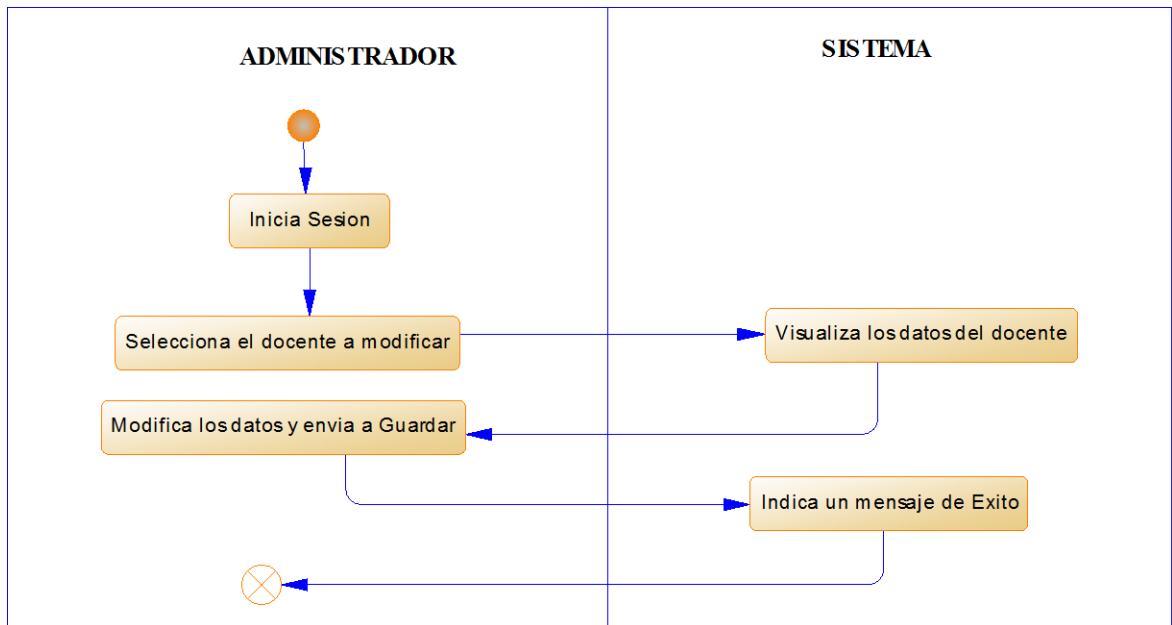 ADMINISTRADOR
SISTEMA
Inicia Sesion
Selecciona el docente a modificar
Visualiza los datos del docente
Modifica los datos y envia a Guardar
Indica un mensaje de Exito